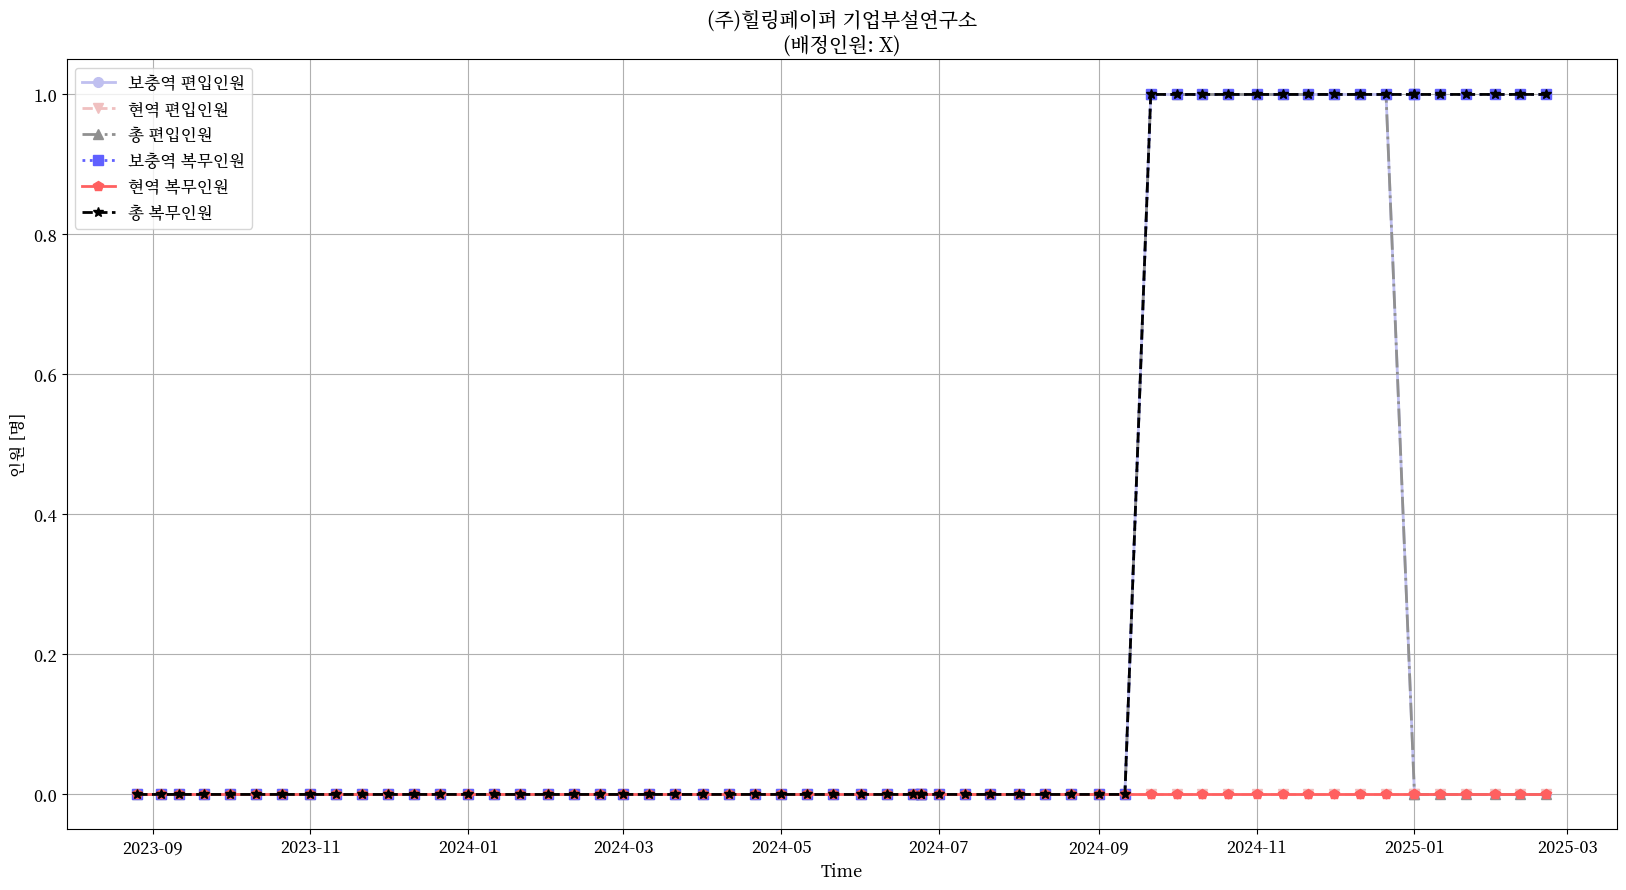 (주)힐링페이퍼 기업부설연구소
(배정인원: X)
보충역 편입인원
현역 편입인원
총 편입인원
보충역 복무인원
현역 복무인원
총 복무인원
1.0
0.8
0.6
0.4
0.2
0.0
인원 [명]
2023-09 2023-11 2024-01 2024-03 2024-05 2024-07 2024-09 2024-11 2025-01 2025-03
Time